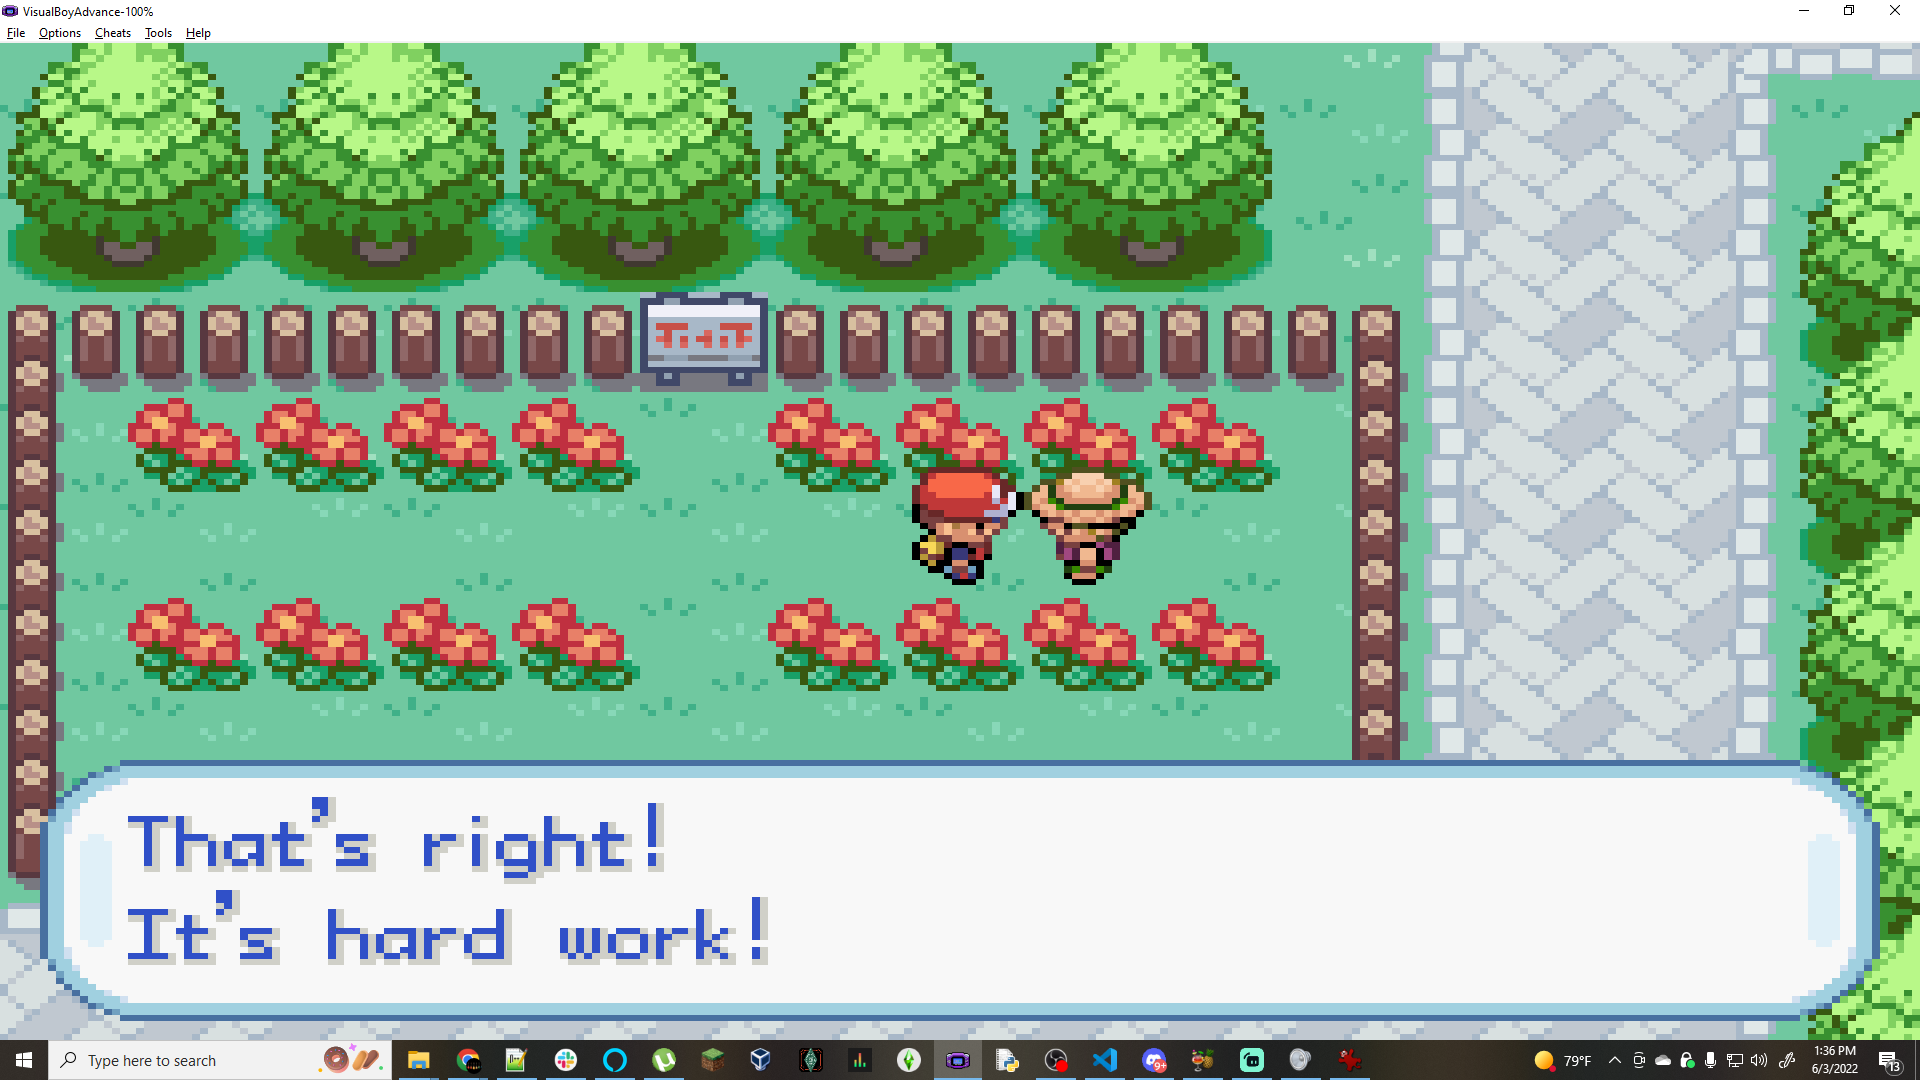 VisualBoyAdvance-100%
File Options Cheats Tools Help
That's right!
It's hard work!
Type here to search
9+
79°F
1:36 PM
6/3/2022
13